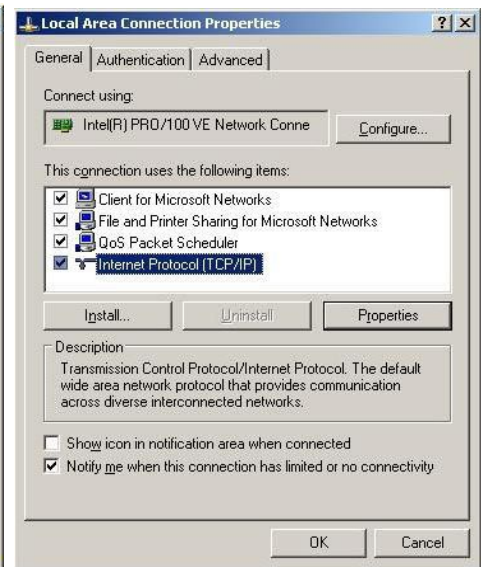 Local Area Connection Properties
General Authentication Advanced
Connect using:
Intel(R) PRO/100 VE Network Conne Configure...
This connection uses the following items:
Client for Microsoft Networks
File and Printer Sharing for Microsoft Networks
QoS Packet Scheduler
Internet Protocol (TCP/IP)
Install... Uninstall Properties
Description
Transmission Control Protocol/Internet Protocol. The default
wide area network protocol that provides communication
across diverse interconnected networks.
Show icon in notification area when connected
Notify me when this connection has limited or no connectivity
OK Cancel